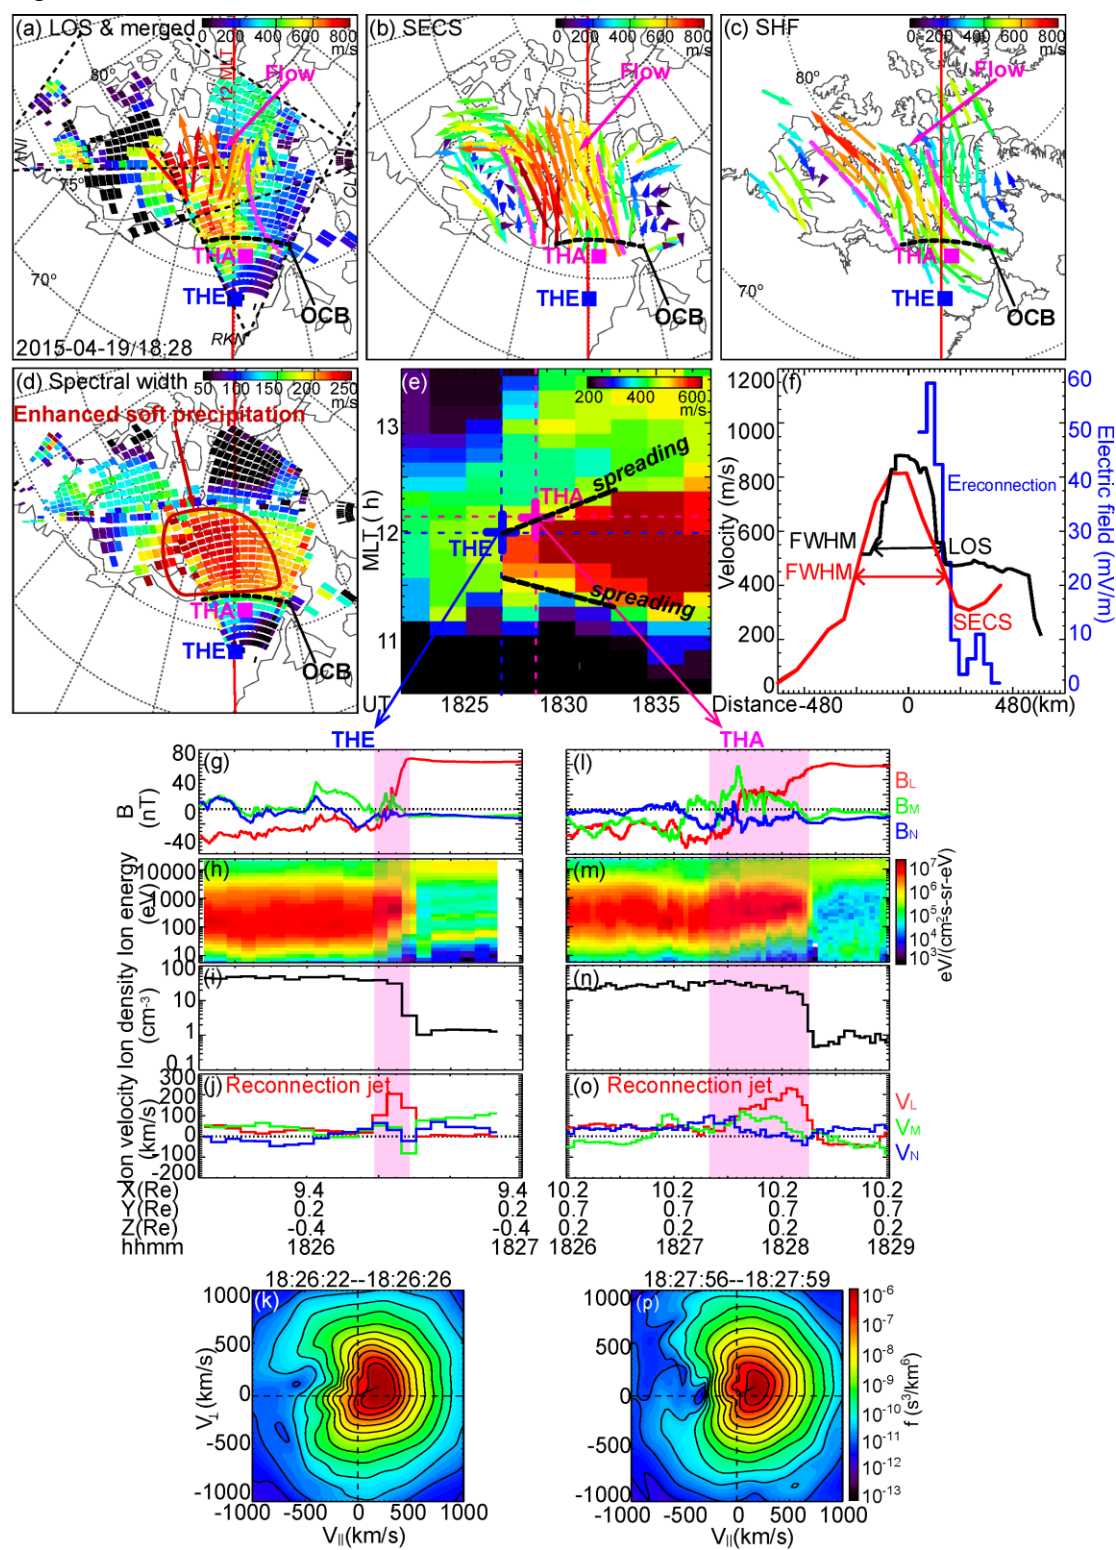 (a) LOS & merged
0 200 400 600 800
m/s
12 MLT
Flow
80°
75°
70°
INV
CLY
THA
THE
OCB
RKN
2015-04-19/18:28
(b) SECS
0 200 400 600 800
m/s
Flow
THA
THE
OCB
(c) SHF
0 200 400 600 800
m/s
Flow
80°
70°
THA
THE
OCB
(d) Spectral width
50 100 150 200 250
m/s
Enhanced soft precipitation
THA
THE
OCB
(e)
200 400 600
m/s
13
12
11
MLT (h)
spreading
THA
THE
spreading
UT 1825 1830 1835
(f)
1200
1000
800
600
400
200
0
Velocity (m/s)
60
50
40
30
20
10
0
Electric field (mV/m)
Ereconnection
FWHM
LOS
FWHM
SECS
Distance -480 0 480(km)
THE
THA
(g)
80
40
0
-40
B (nT)
(l)
BL
BM
BN
(h)
10000
1000
100
10
Ion energy (eV)
(m)
10⁷
10⁶
10⁵
10⁴
10³
eV/(cm²-s-sr-eV)
(i)
100
10
1
0.1
Ion density (cm-3)
(n)
(j) Reconnection jet
300
200
100
0
-100
-200
Ion velocity (km/s)
(o) Reconnection jet
VL
VM
VN
X(Re) 9.4 9.4 10.2 10.2 10.2 10.2
Y(Re) 0.2 0.2 0.7 0.7 0.7 0.7
Z(Re) -0.4 -0.4 0.2 0.2 0.2 0.2
hhmm 1826 1827 1826 1827 1828 1829
18:26:22--18:26:26
18:27:56--18:27:59
(k)
1000
500
0
-500
-1000
V⊥ (km/s)
-1000 -500 0 500 1000
V|| (km/s)
(p)
1000
500
0
-500
-1000
-1000 -500 0 500 1000
V|| (km/s)
10⁻⁶
10⁻⁷
10⁻⁸
10⁻⁹
10⁻¹⁰
10⁻¹¹
10⁻¹²
10⁻¹³
f (s³/km⁶)